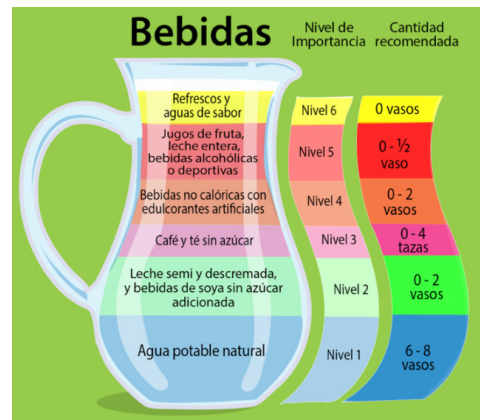 Bebidas
Nivel de
Importancia
Cantidad
recomendada
Refrescos y
aguas de sabor
Nivel 6
0 vasos
Jugos de fruta,
leche entera,
bebidas alcohólicas
o deportivas
Nivel 5
0 - ½
vaso
Bebidas no calóricas con
edulcorantes artificiales
Nivel 4
0 - 2
vasos
Café y té sin azúcar
Nivel 3
0 - 4
tazas
Leche semi y descremada,
y bebidas de soya sin azúcar
adicionada
Nivel 2
0 - 2
vasos
Agua potable natural
Nivel 1
6 - 8
vasos